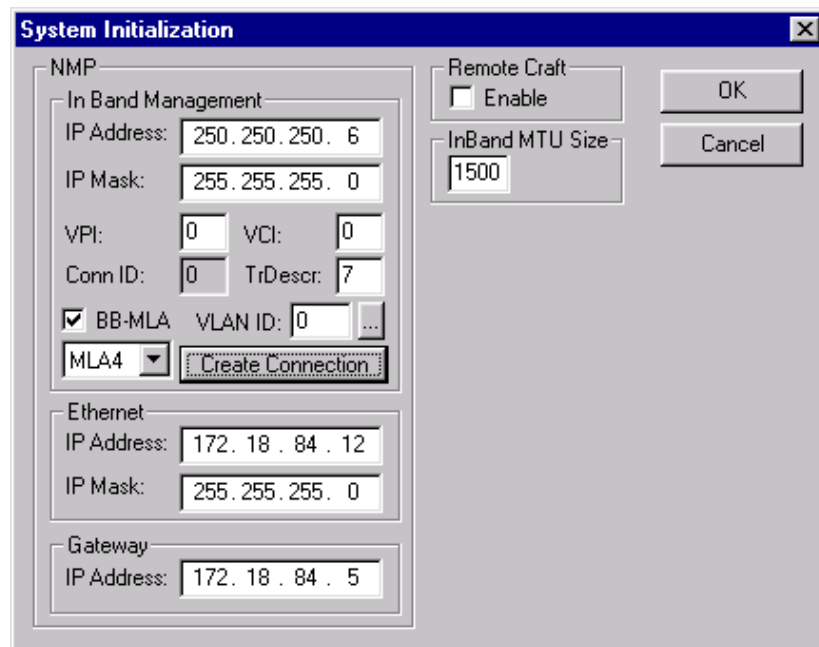 System Initialization
NMP
In Band Management
IP Address: 250.250.250. 6
IP Mask: 255.255.255. 0
VPI: 0 VCI: 0
Conn ID: 0 TrDescr: 7
BB-MLA VLAN ID: 0 ...
MLA4 Create Connection
Ethernet
IP Address: 172. 18 . 84 . 12
IP Mask: 255.255.255. 0
Gateway
IP Address: 172. 18 . 84 . 5
Remote Craft
Enable
InBand MTU Size
1500
OK
Cancel